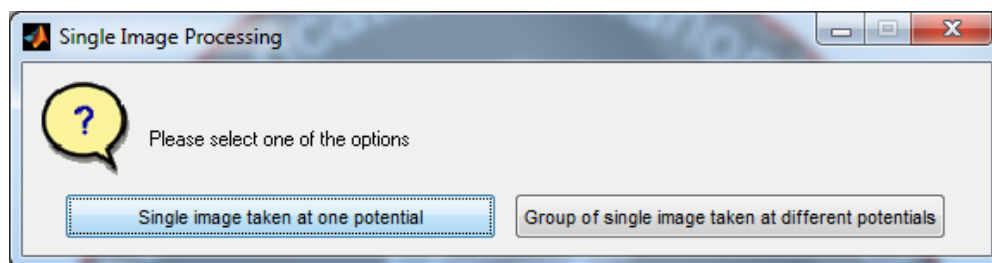 Single Image Processing
?
Please select one of the options
Single image taken at one potential
Group of single image taken at different potentials